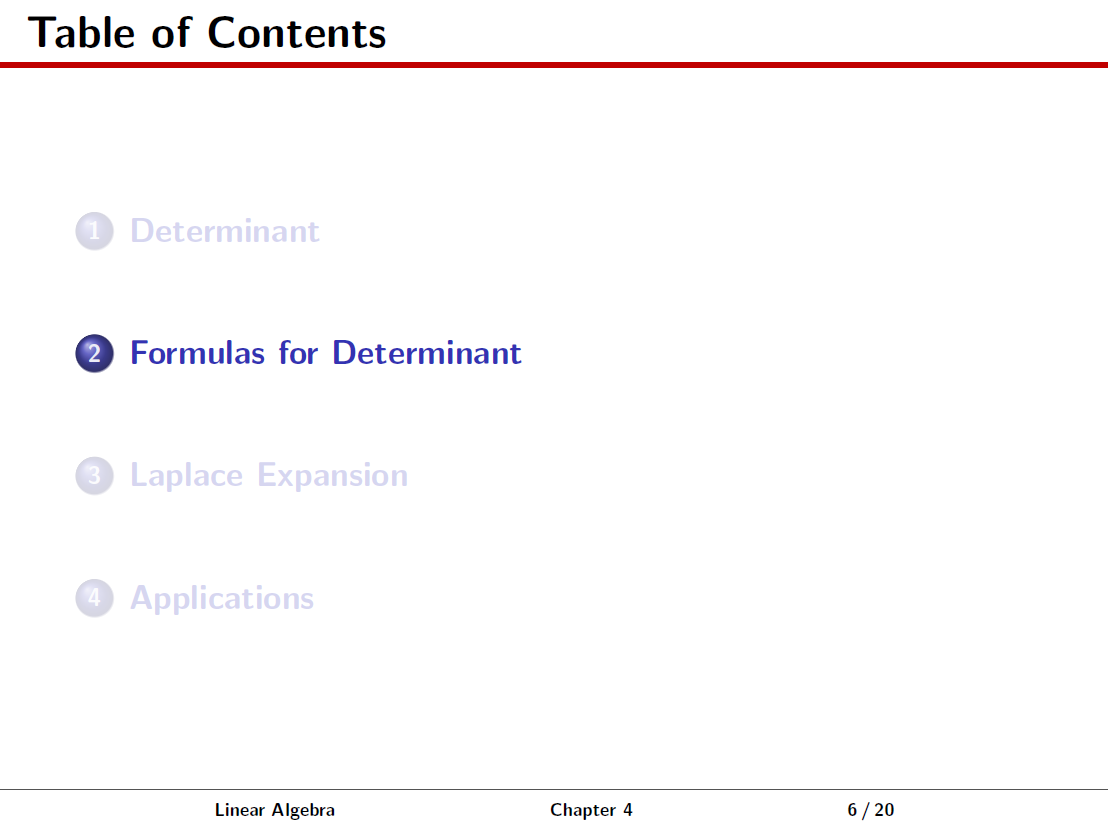 Table of Contents
1 Determinant
2 Formulas for Determinant
3 Laplace Expansion
4 Applications
Linear Algebra Chapter 4 6 / 20